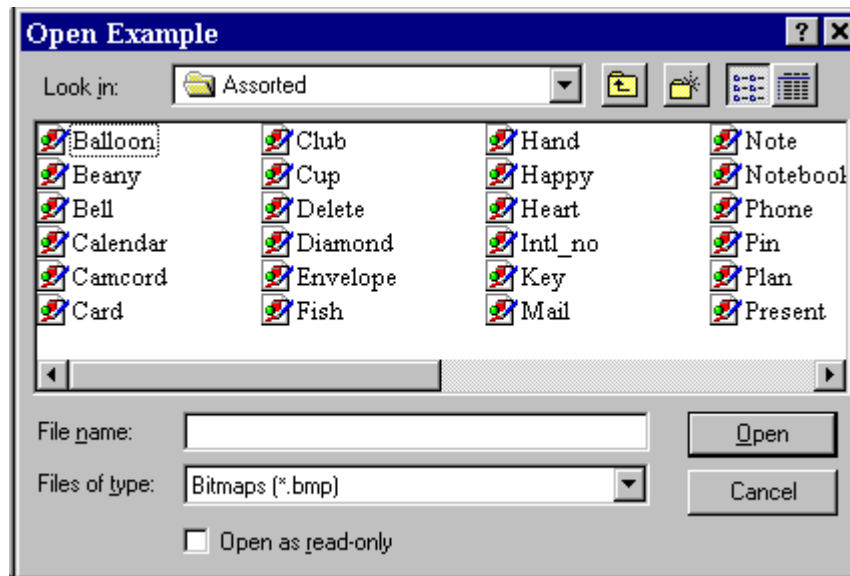 Open Example
Look in: Assorted
Balloon Club Hand Note
Beany Cup Happy Notebook
Bell Delete Heart Phone
Calendar Diamond Intl_no Pin
Camcord Envelope Key Plan
Card Fish Mail Present
File name: Open
Files of type: Bitmaps (*.bmp) Cancel
Open as read-only